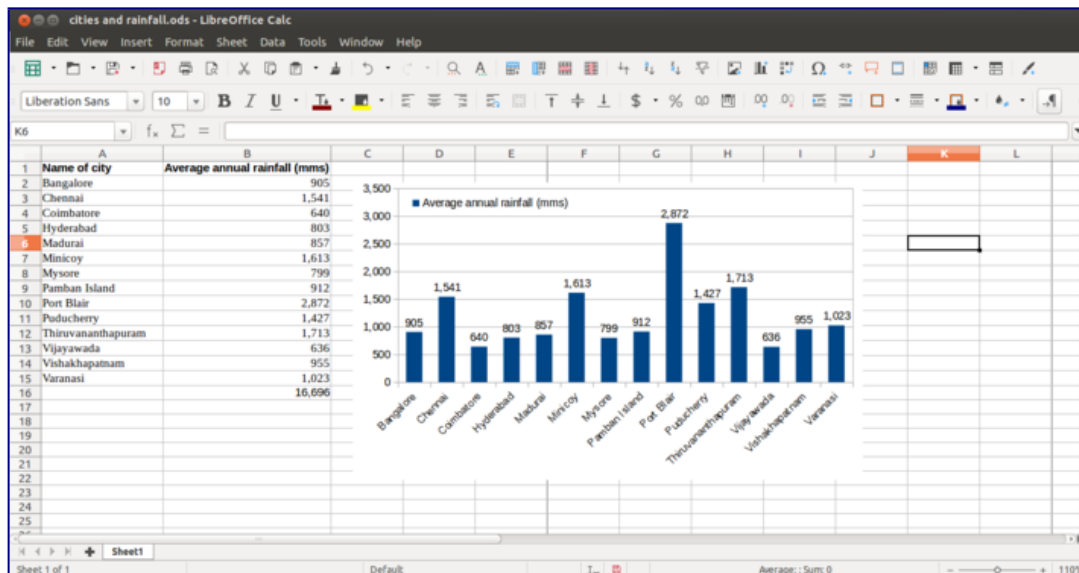 cities and rainfall.ods - LibreOffice Calc
File Edit View Insert Format Sheet Data Tools Window Help
Liberation Sans 10
K6
A B C D E F G H I J K L
1 Name of city Average annual rainfall (mms)
2 Bangalore 905
3 Chennai 1,541
4 Coimbatore 640
5 Hyderabad 803
6 Madurai 857
7 Minicoy 1,613
8 Mysore 799
9 Pamban Island 912
10 Port Blair 2,872
11 Puducherry 1,427
12 Thiruvananthapuram 1,713
13 Vijayawada 636
14 Vishakhapatnam 955
15 Varanasi 1,023
16 16,696
17
18
19
20
21
22
23
24
25
Average annual rainfall (mms)
3,500
3,000
2,500
2,000
1,500
1,000
500
0
905 1,541 640 803 857 1,613 799 912 2,872 1,427 1,713 636 955 1,023
Bangalore Chennai Coimbatore Hyderabad Madurai Minicoy Mysore Pamban Island Port Blair Puducherry Thiruvananthapuram Vijayawada Vishakhapatnam Varanasi
Sheet1
Sheet 1 of 1 Default Average: ; Sum: 0 110%